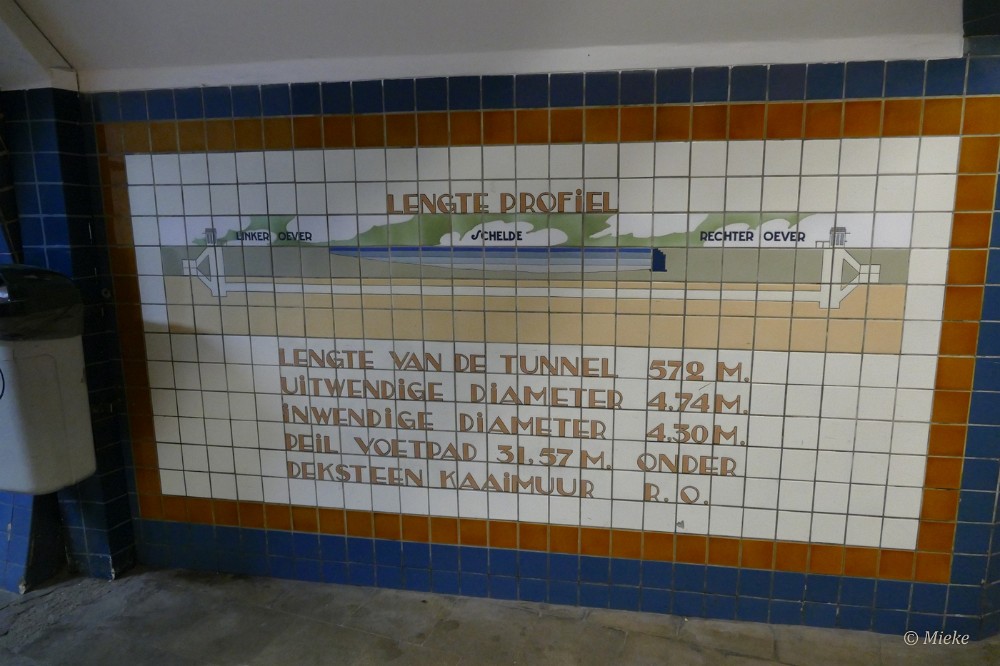 LENGTE PROFIEL
LINKER OEVER SCHELDE RECHTER OEVER
LENGTE VAN DE TUNNEL 572 M.
UITWENDIGE DIAMETER 4.74 M.
INWENDIGE DIAMETER 4.30 M.
PEIL VOETPAD 31.57 M. ONDER
DEKSTEEN KAAIMUUR R.O.
© Mieke